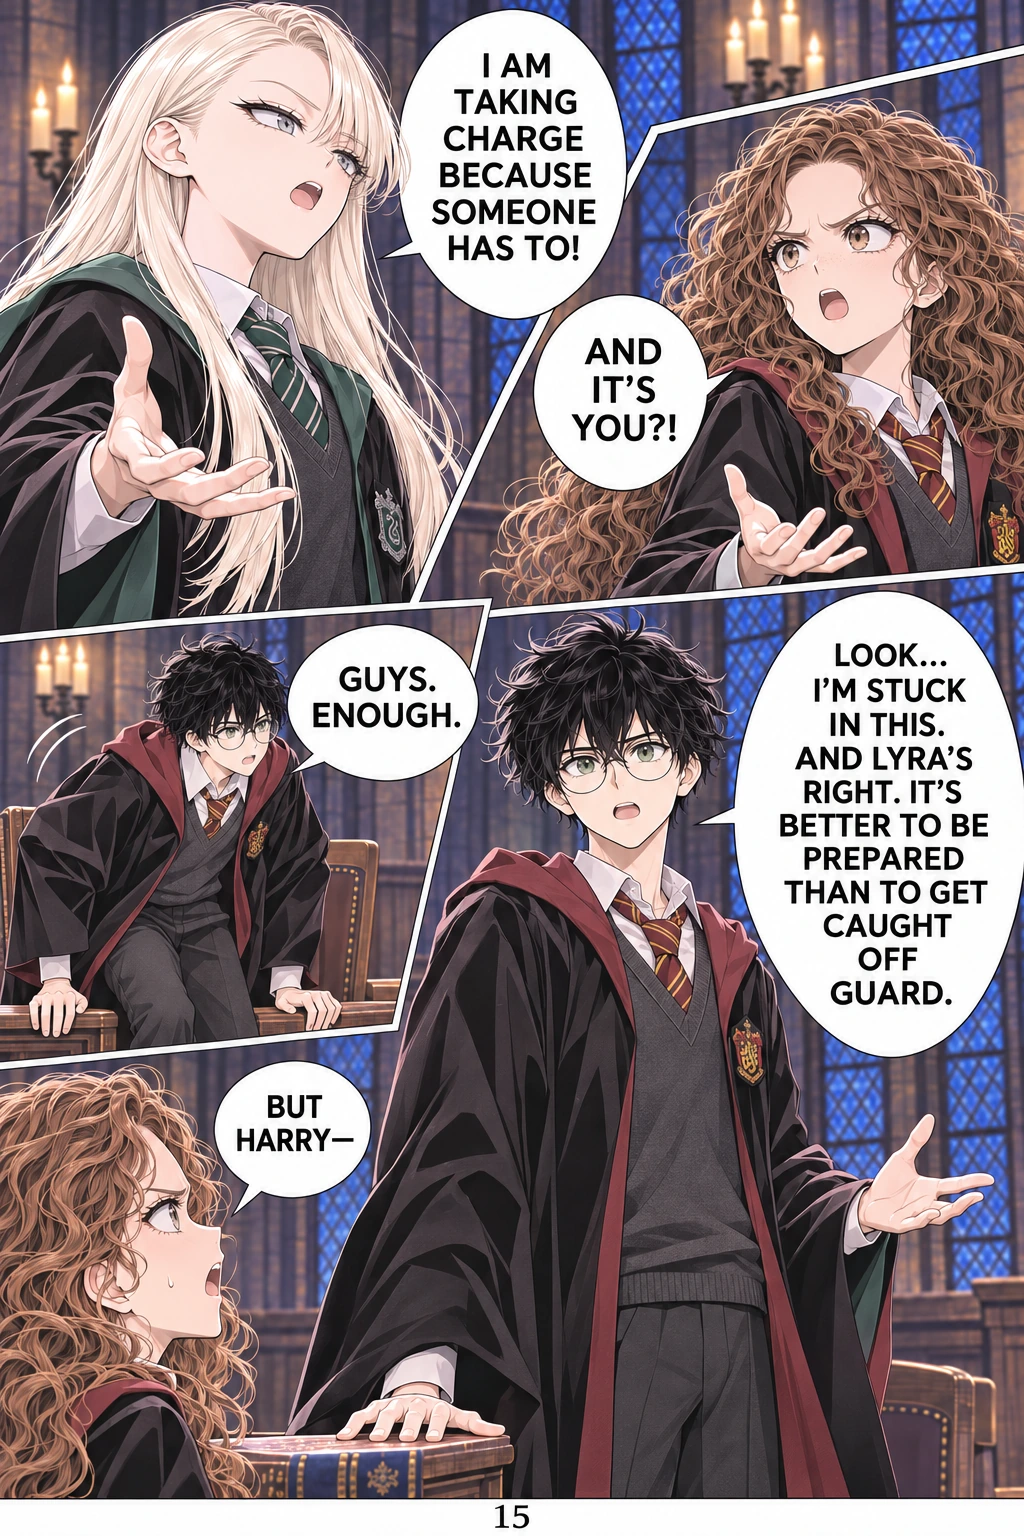 I AM
TAKING
CHARGE
BECAUSE
SOMEONE
HAS TO!
AND
IT'S
YOU?!
GUYS.
ENOUGH.
LOOK...
I'M STUCK
IN THIS.
AND LYRA'S
RIGHT. IT'S
BETTER TO BE
PREPARED
THAN TO GET
CAUGHT
OFF
GUARD.
BUT
HARRY—
15